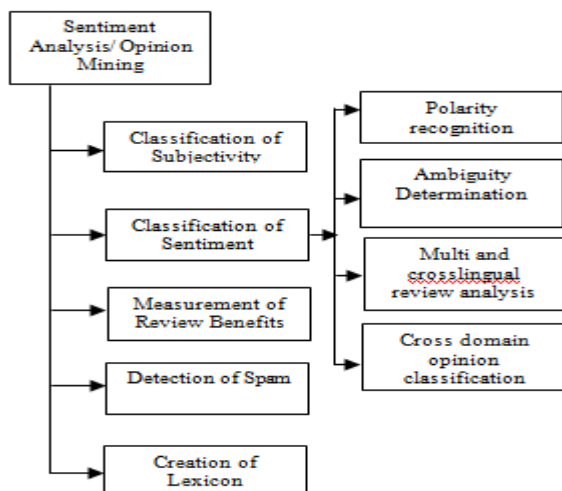 Sentiment
Analysis/ Opinion
Mining
Classification of
Subjectivity
Classification of
Sentiment
Measurement of
Review Benefits
Detection of Spam
Creation of
Lexicon
Polarity
recognition
Ambiguity
Determination
Multi and
crosslingual
review analysis
Cross domain
opinion
classification